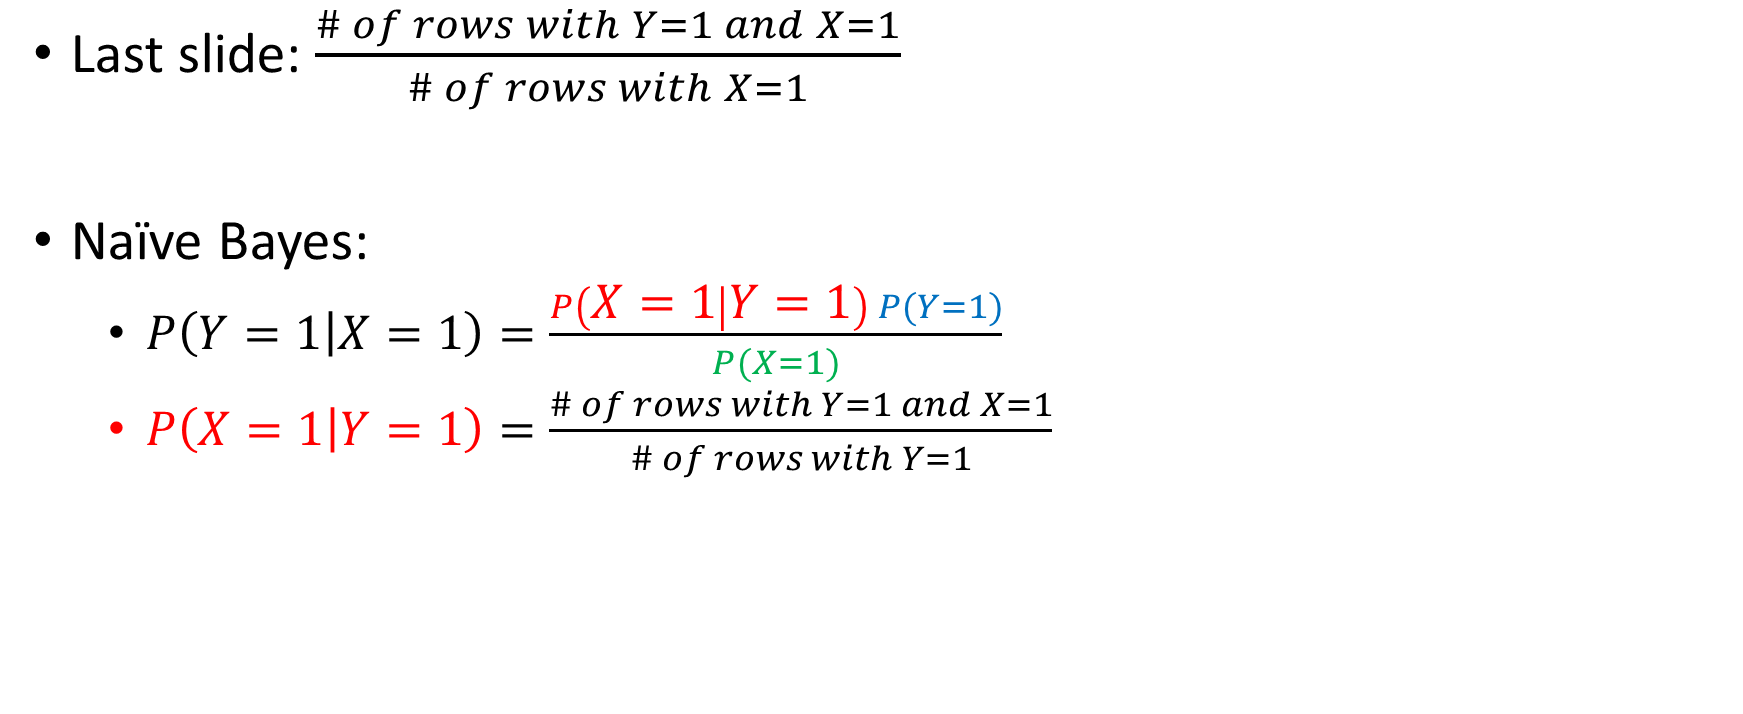 • Last slide: # of rows with Y=1 and X=1 / # of rows with X=1
• Naïve Bayes:
• P(Y = 1|X = 1) = P(X = 1|Y = 1) P(Y=1) / P(X=1)
• P(X = 1|Y = 1) = # of rows with Y=1 and X=1 / # of rows with Y=1